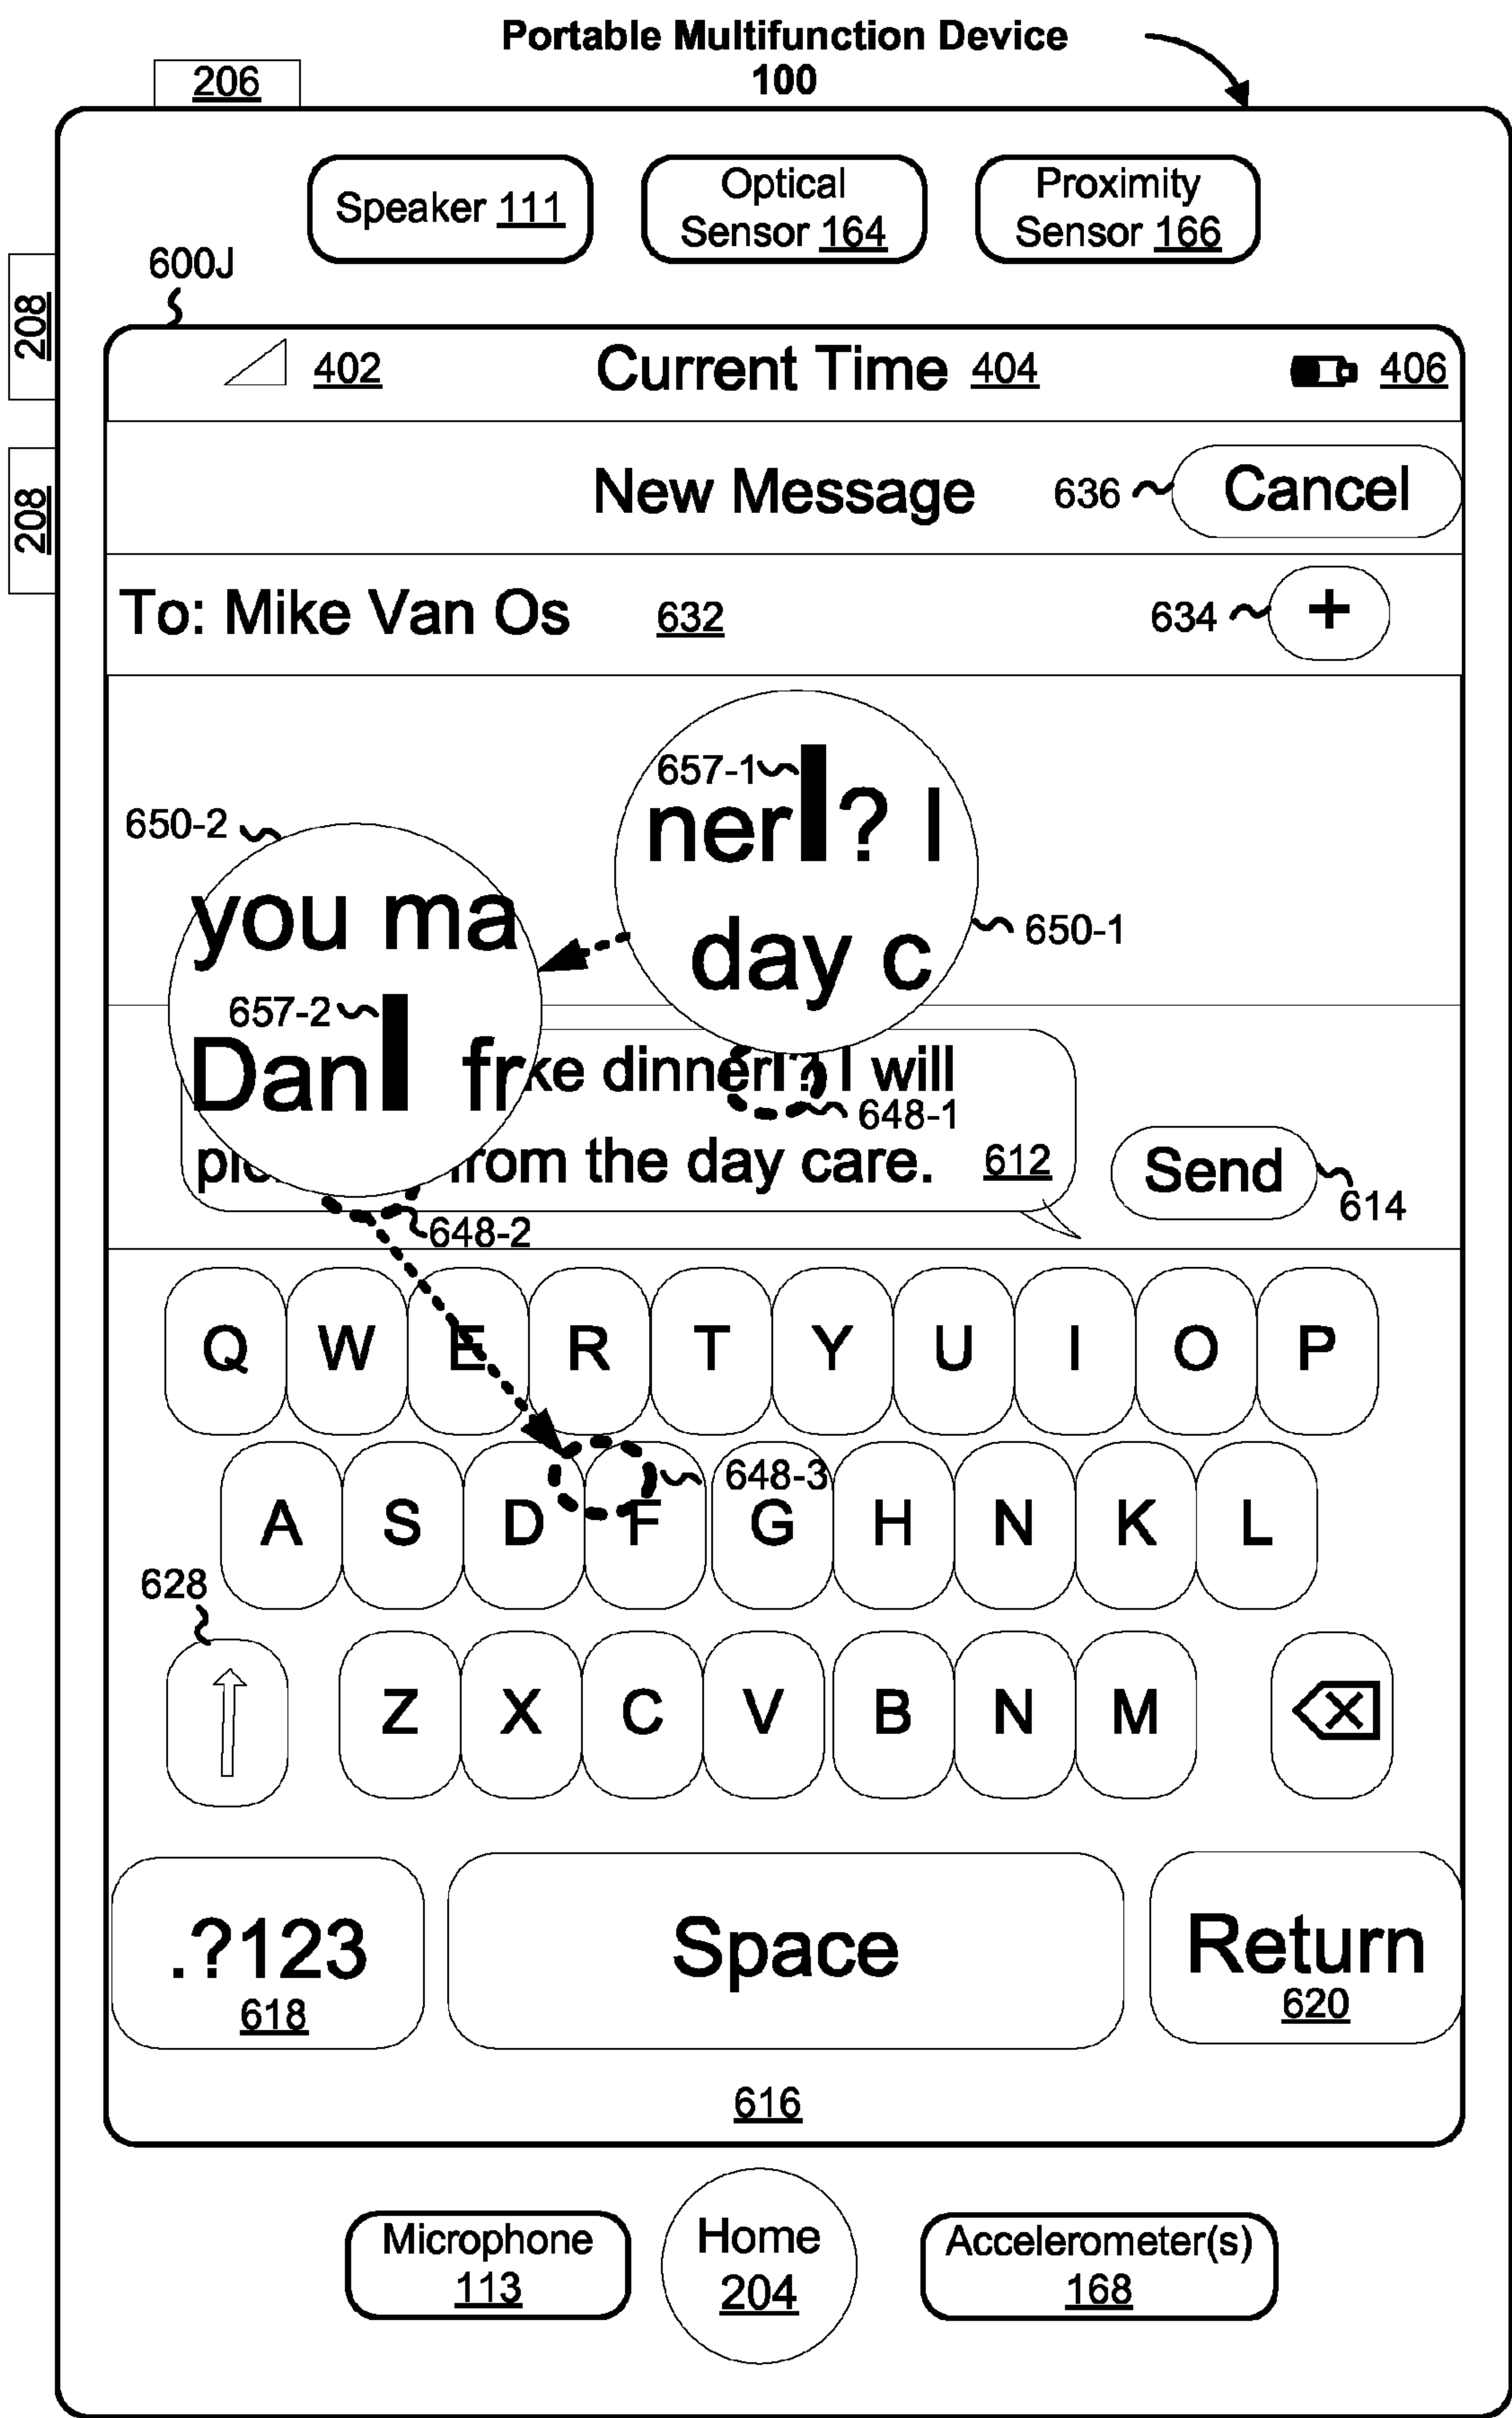 Portable Multifunction Device
100
206
Speaker 111
Optical
Sensor 164
Proximity
Sensor 166
600J
208
208
402
Current Time 404
406
New Message
636
Cancel
To: Mike Van Os
632
634
+
657-1
ner ? I
day c
650-1
650-2
you ma
657-2
Dan fr
ke dinner ? I will
648-1
rom the day care.
612
Send
614
648-2
Q W E R T Y U I O P
648-3
A S D F G H N K L
628
Z X C V B N M
.?123
618
Space
Return
620
616
Microphone
113
Home
204
Accelerometer(s)
168